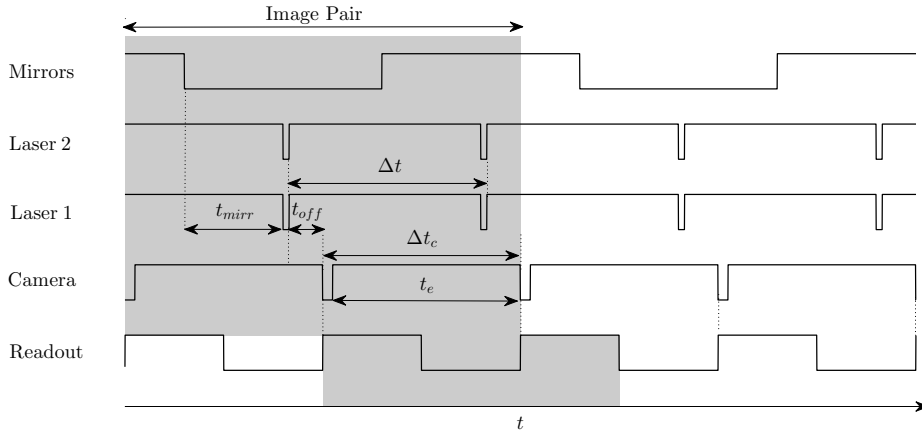 Image Pair
Mirrors
Laser 2
Δt
Laser 1
t_mirr
t_off
Δt_c
Camera
t_e
Readout
t